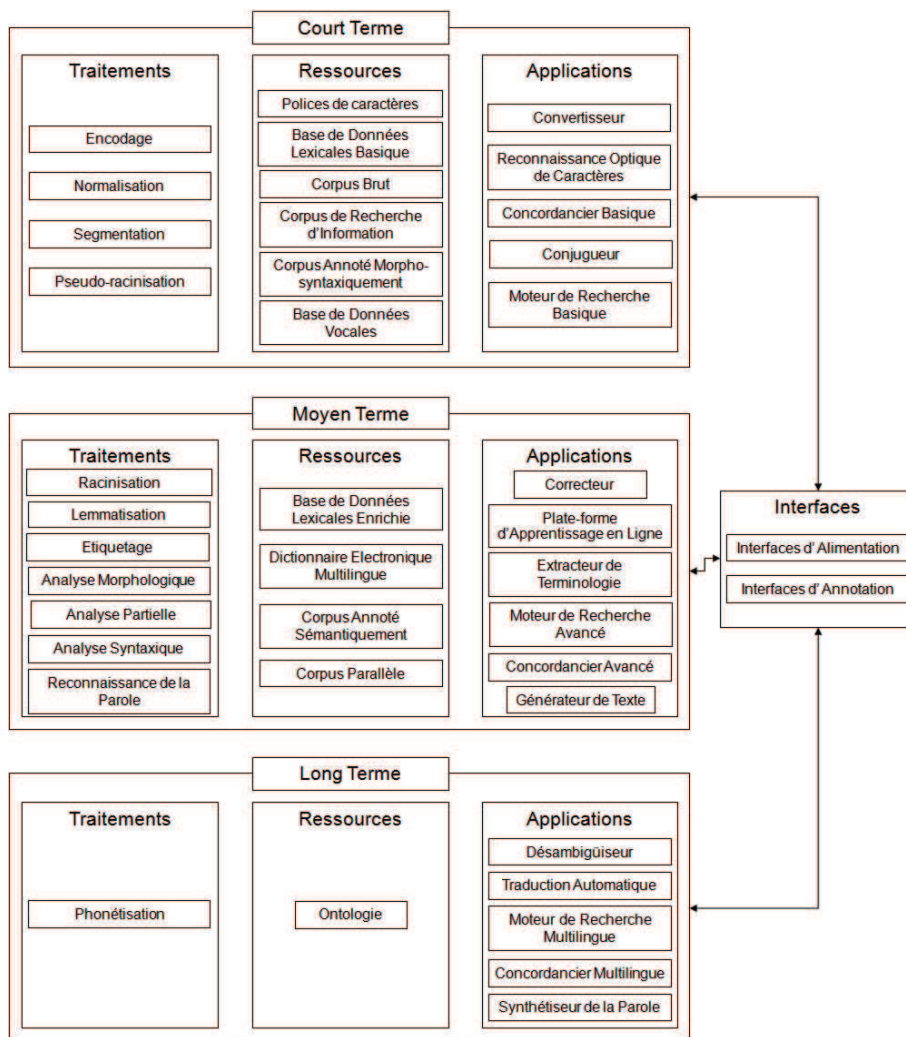 Court Terme
Traitements
Encodage
Normalisation
Segmentation
Pseudo-racinisation
Ressources
Polices de caractères
Base de Données
Lexicales Basique
Corpus Brut
Corpus de Recherche
d'Information
Corpus Annoté Morpho-
syntaxiquement
Base de Données
Vocales
Applications
Convertisseur
Reconnaissance Optique
de Caractères
Concordancier Basique
Conjugueur
Moteur de Recherche
Basique
Moyen Terme
Traitements
Racinisation
Lemmatisation
Etiquetage
Analyse Morphologique
Analyse Partielle
Analyse Syntaxique
Reconnaissance de la
Parole
Ressources
Base de Données
Lexicales Enrichie
Dictionnaire Electronique
Multilingue
Corpus Annoté
Sémantiquement
Corpus Parallèle
Applications
Correcteur
Plate-forme
d'Apprentissage en Ligne
Extracteur de
Terminologie
Moteur de Recherche
Avancé
Concordancier Avancé
Générateur de Texte
Interfaces
Interfaces d'Alimentation
Interfaces d'Annotation
Long Terme
Traitements
Phonétisation
Ressources
Ontologie
Applications
Désambigüiseur
Traduction Automatique
Moteur de Recherche
Multilingue
Concordancier Multilingue
Synthétiseur de la Parole